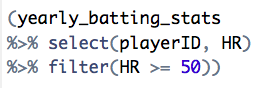 (yearly_batting_stats
%>% select(playerID, HR)
%>% filter(HR >= 50))